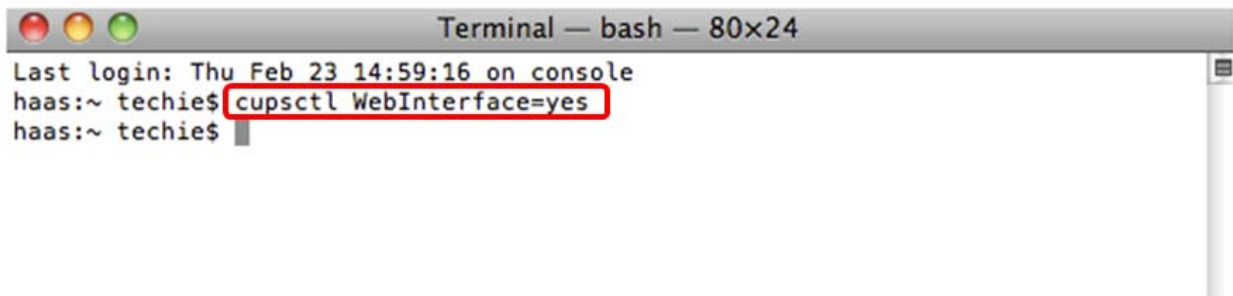 Terminal — bash — 80×24
Last login: Thu Feb 23 14:59:16 on console
haas:~ techie$ cupsctl WebInterface=yes
haas:~ techie$